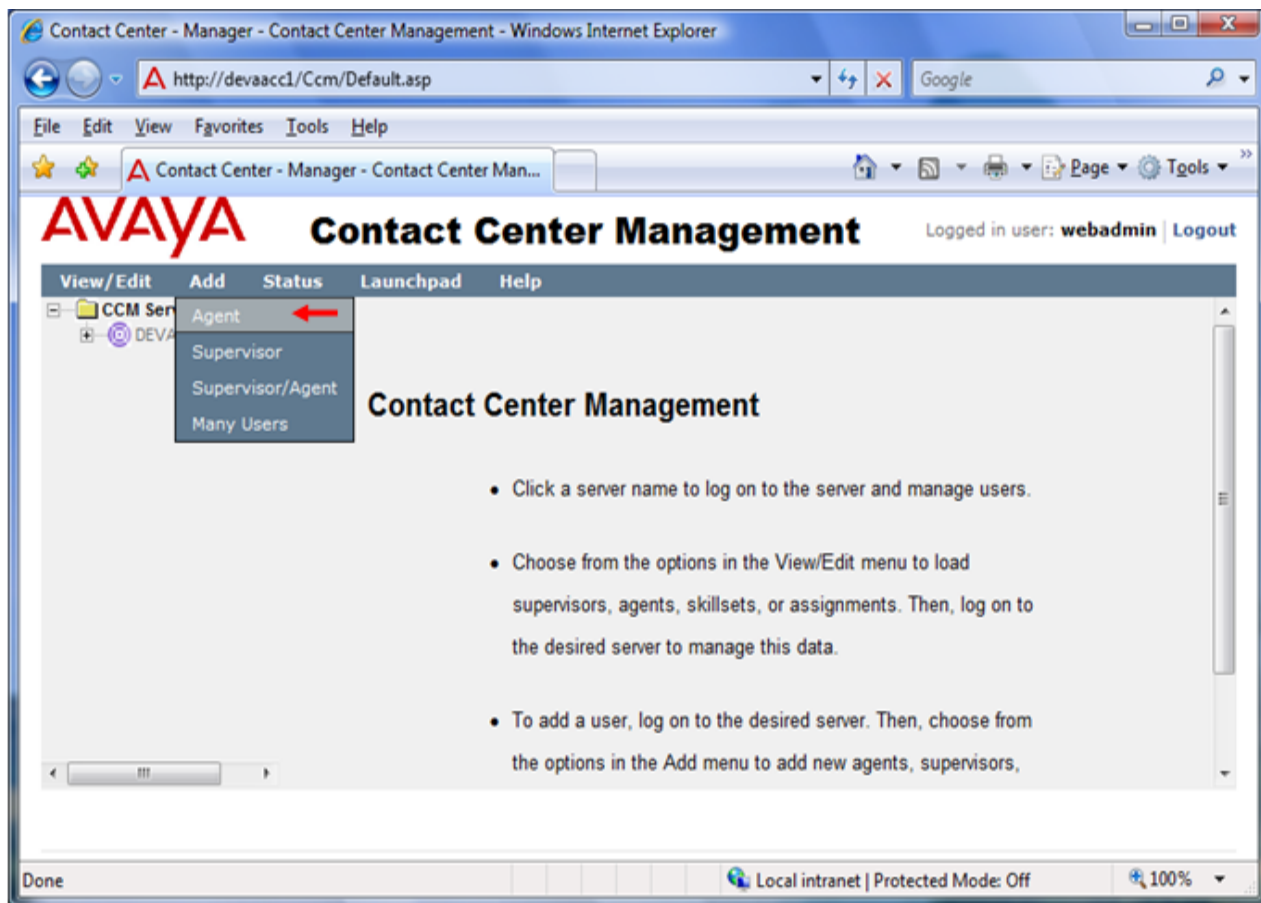 Contact Center - Manager - Contact Center Management - Windows Internet Explorer
http://devaacc1/Ccm/Default.asp
Google
File Edit View Favorites Tools Help
Contact Center - Manager - Contact Center Man...
Page Tools
AVAYA
Contact Center Management
Logged in user: webadmin | Logout
View/Edit Add Status Launchpad Help
CCM Ser
DEVA
Agent
Supervisor
Supervisor/Agent
Many Users
Contact Center Management
• Click a server name to log on to the server and manage users.
• Choose from the options in the View/Edit menu to load
supervisors, agents, skillsets, or assignments. Then, log on to
the desired server to manage this data.
• To add a user, log on to the desired server. Then, choose from
the options in the Add menu to add new agents, supervisors,
Done
Local intranet | Protected Mode: Off
100%